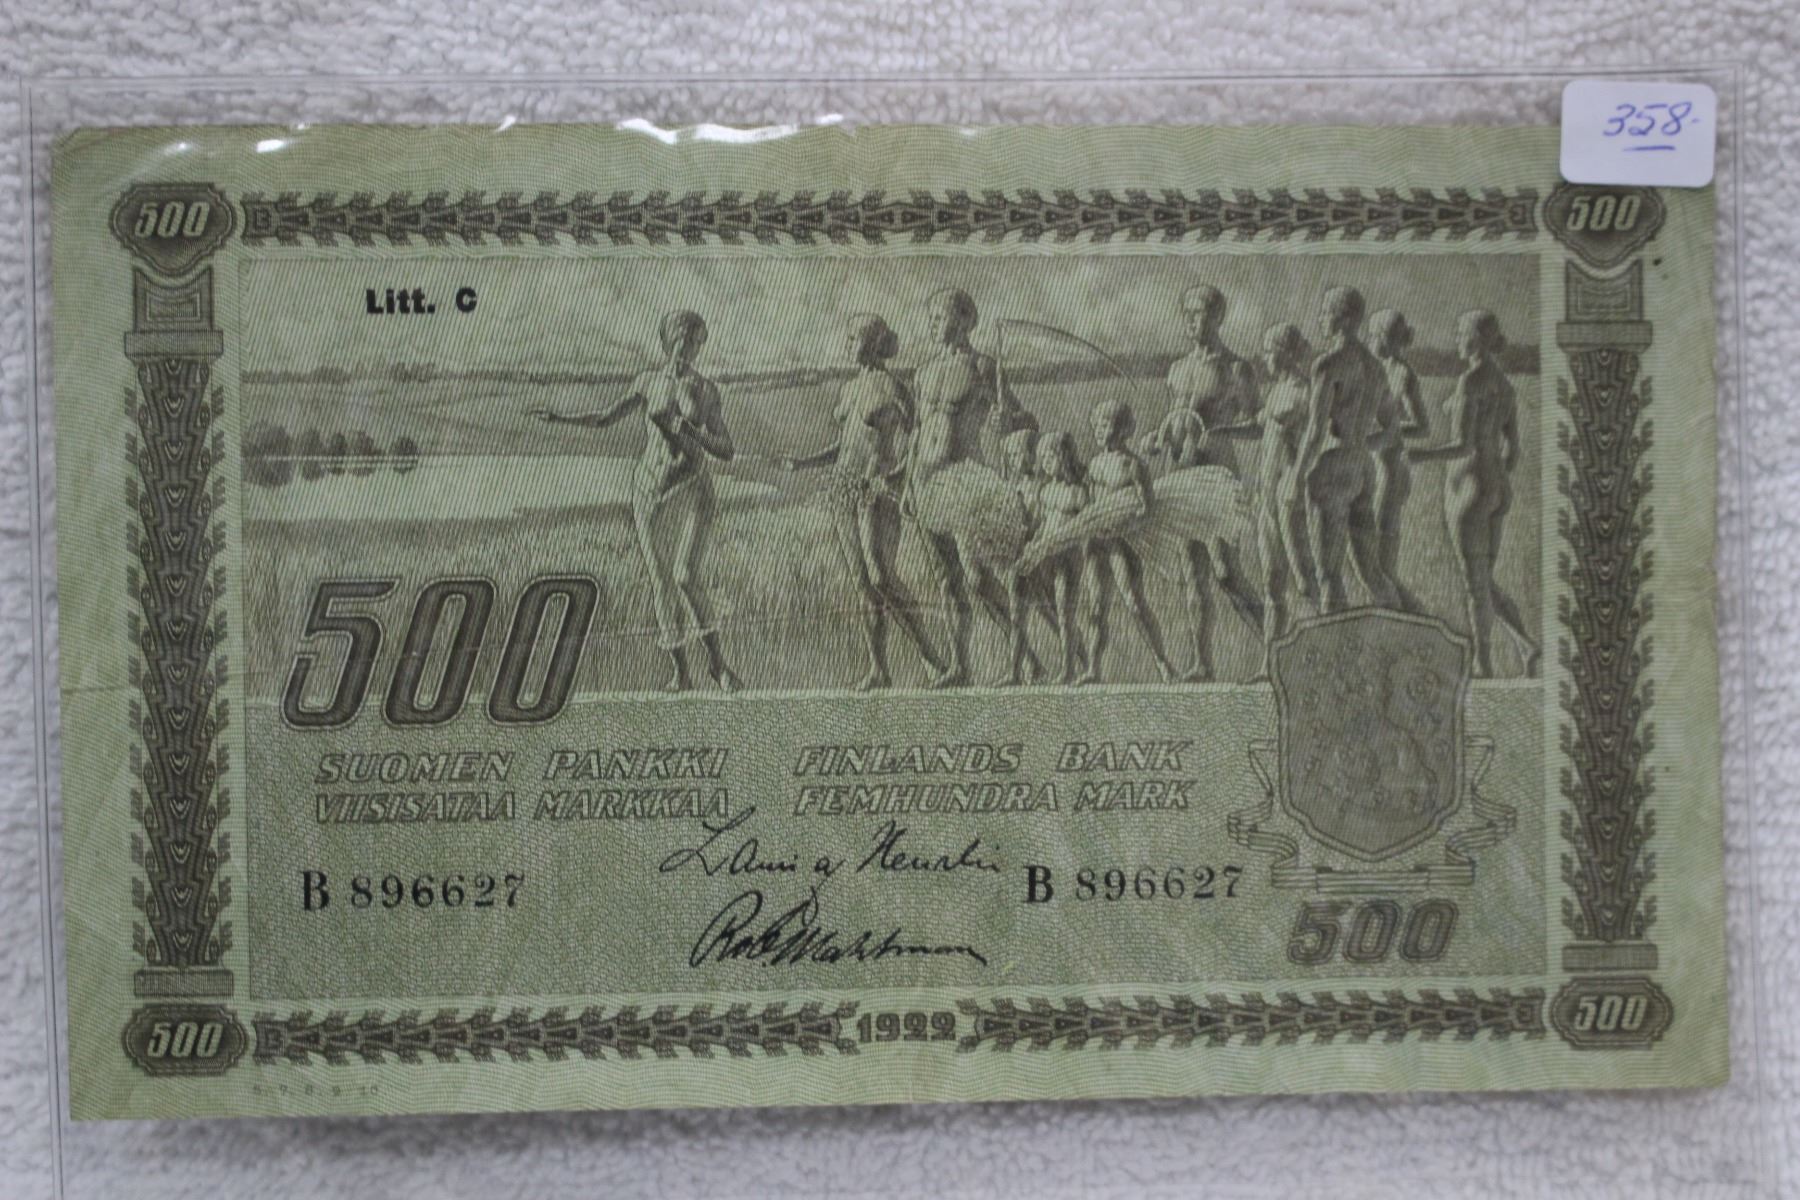 358.
500 500
Litt. C
500
SUOMEN PANKKI FINLANDS BANK
VIISISATAA MARKKAA FEMHUNDRA MARK
B 896627 B 896627
500
500 1922 500